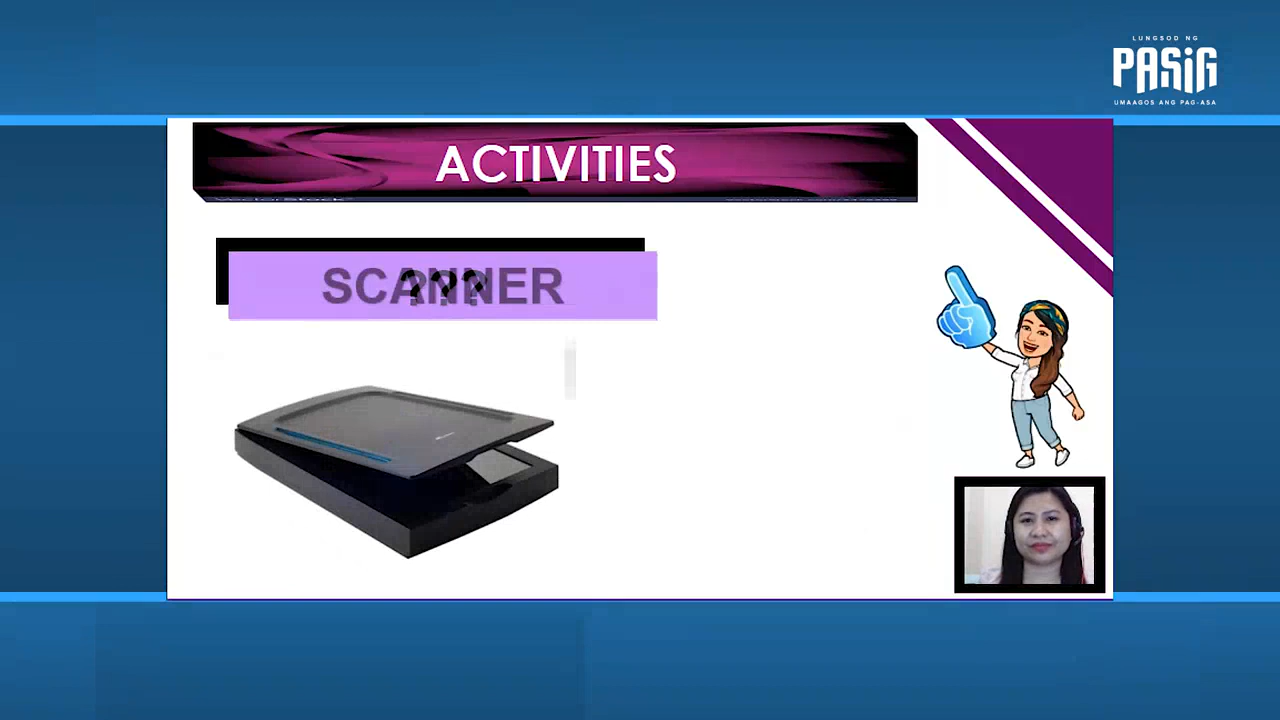 LUNGSOD NG
PASIG
UMAAGOS ANG PAG-ASA
ACTIVITIES
SCANNER
???